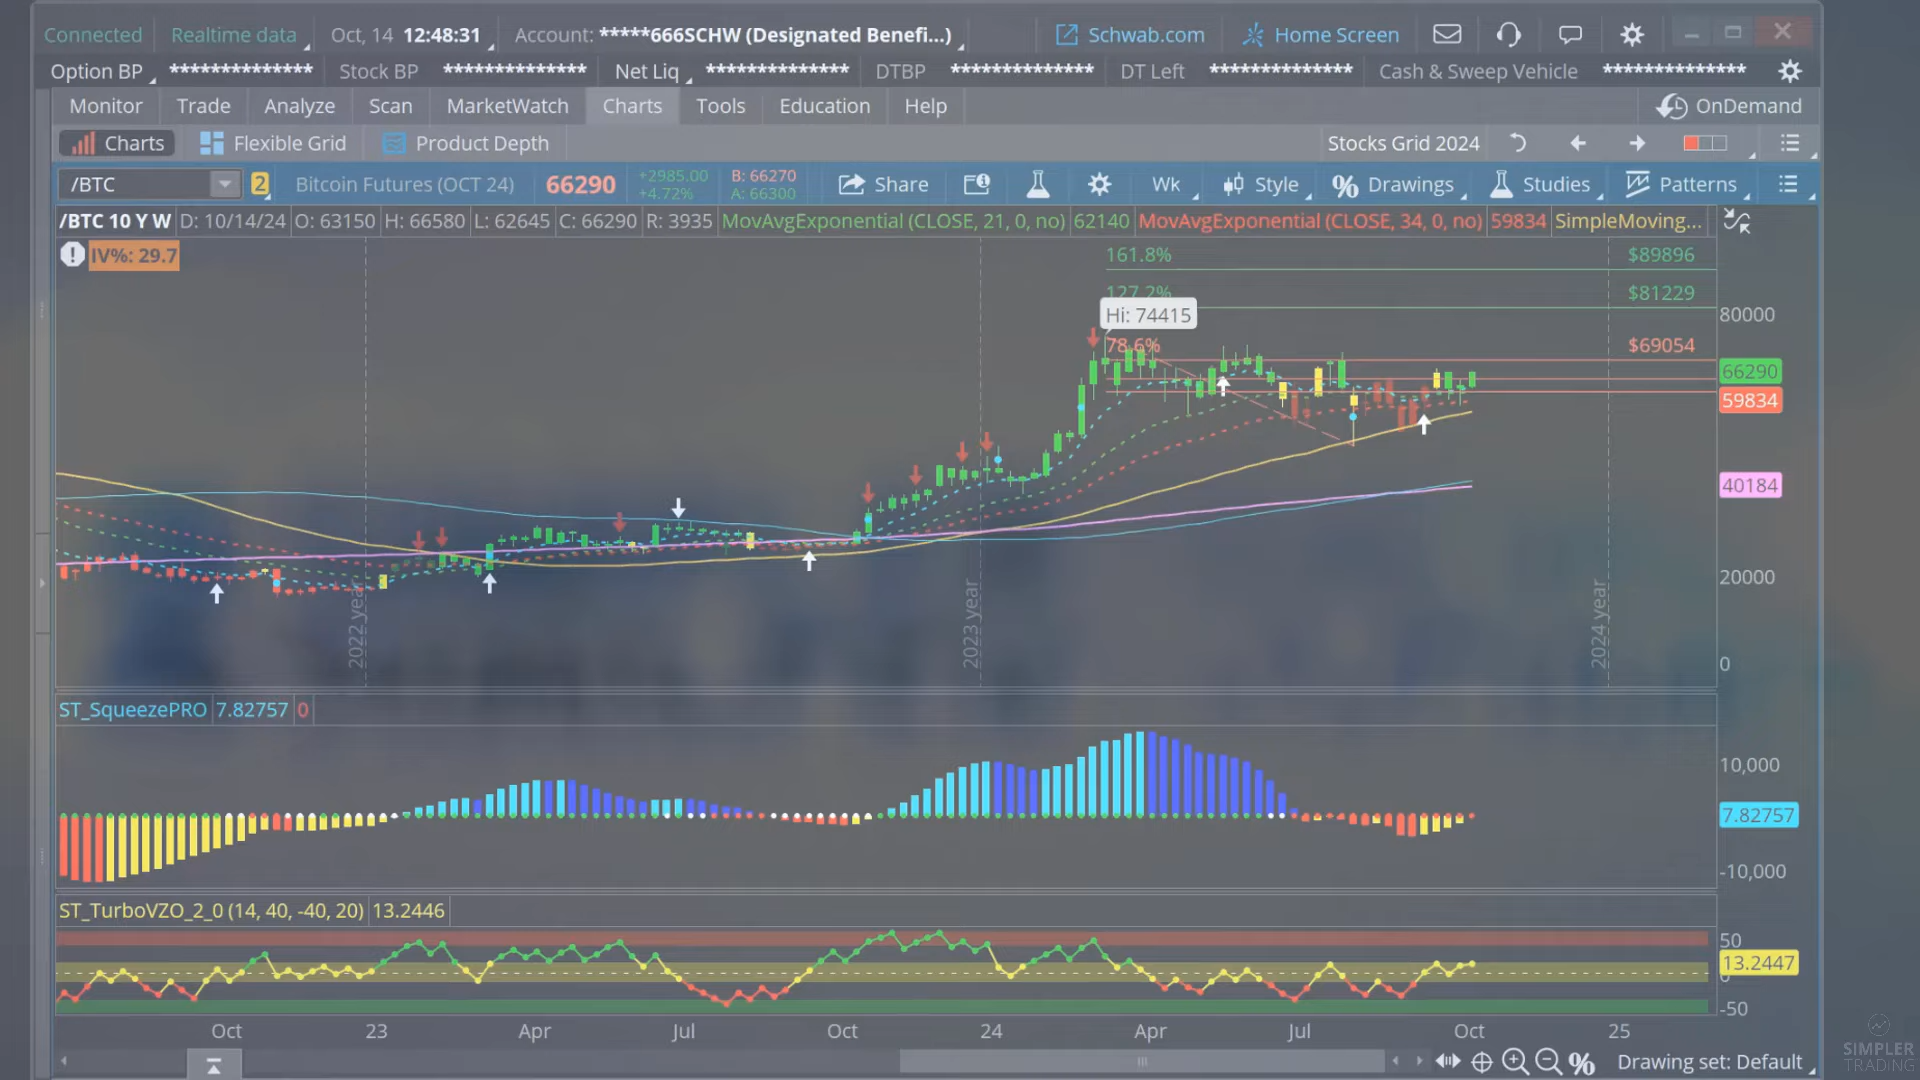 Connected Realtime data Oct, 14 12:48:31 Account: *****666SCHW (Designated Benefi...) Schwab.com Home Screen
Option BP ************** Stock BP ************** Net Liq ************** DTBP ************** DT Left ************** Cash & Sweep Vehicle **************
Monitor Trade Analyze Scan MarketWatch Charts Tools Education Help OnDemand
Charts Flexible Grid Product Depth Stocks Grid 2024
/BTC 2 Bitcoin Futures (OCT 24) 66290 +2985.00 +4.72% B: 66270 A: 66300 Share Wk Style Drawings Studies Patterns
/BTC 10 Y W D: 10/14/24 O: 63150 H: 66580 L: 62645 C: 66290 R: 3935 MovAvgExponential (CLOSE, 21, 0, no) 62140 MovAvgExponential (CLOSE, 34, 0, no) 59834 SimpleMoving...
IV%: 29.7
161.8% $89896
127.2% $81229
Hi: 74415
80000
78.6% $69054
66290
59834
40184
20000
2022 year 2023 year 2024 year
0
ST_SqueezePRO 7.82757 0
10,000
7.82757
-10,000
ST_TurboVZO_2_0 (14, 40, -40, 20) 13.2446
50
13.2447
0
-50
Oct 23 Apr Jul Oct 24 Apr Jul Oct 25
Drawing set: Default
SIMPLER
TRADING